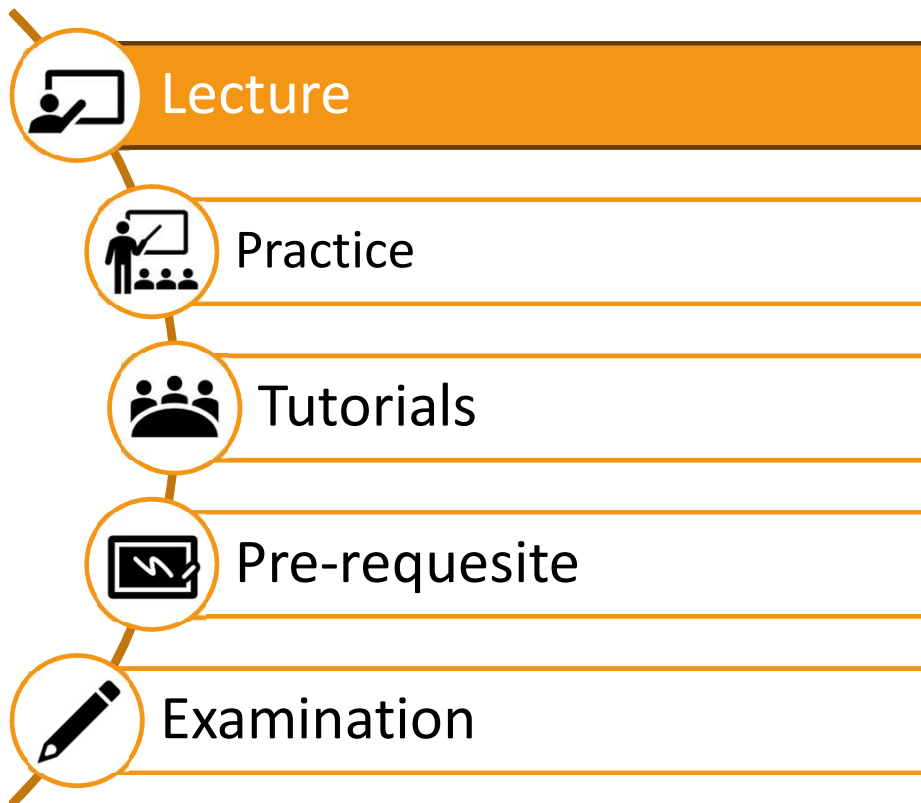 Lecture
Practice
Tutorials
Pre-requesite
Examination